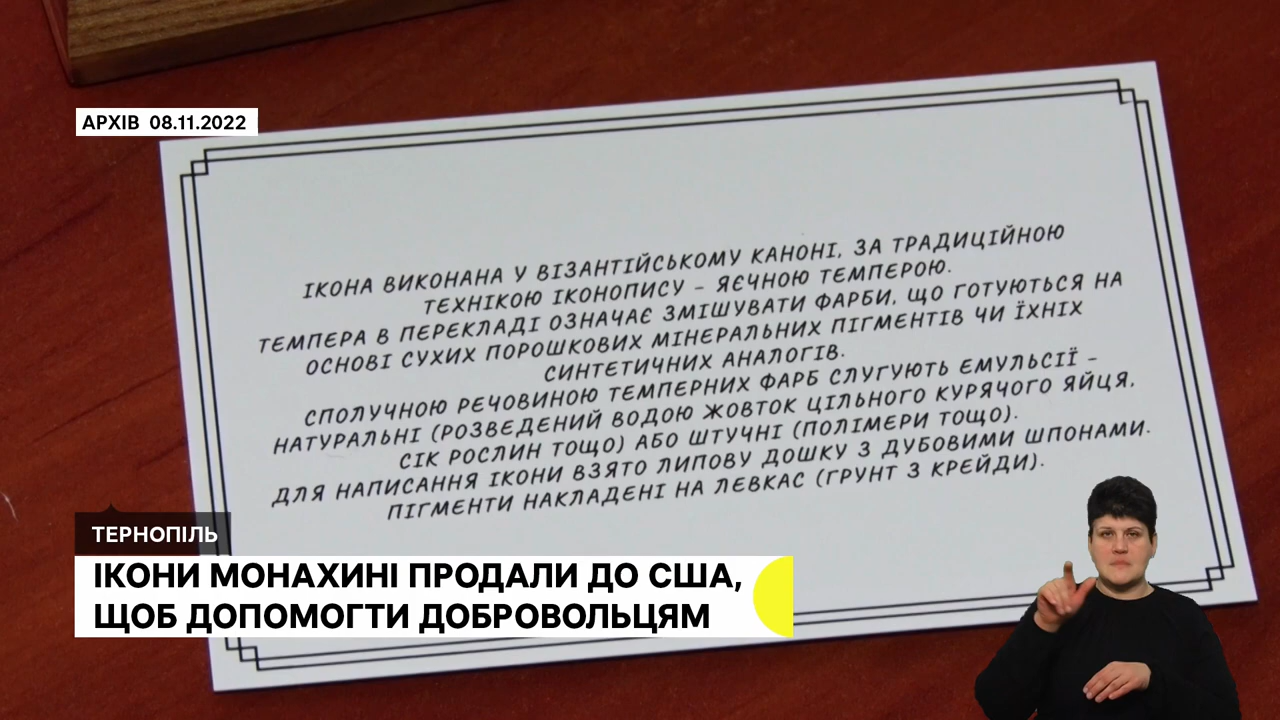 АРХІВ 08.11.2022
ІКОНА ВИКОНАНА У ВІЗАНТІЙСЬКОМУ КАНОНІ, ЗА ТРАДИЦІЙНОЮ
ТЕХНІКОЮ ІКОНОПИСУ – ЯЄЧНОЮ ТЕМПЕРОЮ.
ТЕМПЕРА В ПЕРЕКЛАДІ ОЗНАЧАЄ ЗМІШУВАТИ ФАРБИ, ЩО ГОТУЮТЬСЯ НА
ОСНОВІ СУХИХ ПОРОШКОВИХ МІНЕРАЛЬНИХ ПІГМЕНТІВ ЧИ ЇХНІХ
СИНТЕТИЧНИХ АНАЛОГІВ.
СПОЛУЧНОЮ РЕЧОВИНОЮ ТЕМПЕРНИХ ФАРБ СЛУГУЮТЬ ЕМУЛЬСІЇ –
НАТУРАЛЬНІ (РОЗВЕДЕНИЙ ВОДОЮ ЖОВТОК ЦІЛЬНОГО КУРЯЧОГО ЯЙЦЯ,
СІК РОСЛИН ТОЩО) АБО ШТУЧНІ (ПОЛІМЕРИ ТОЩО).
ДЛЯ НАПИСАННЯ ІКОНИ ВЗЯТО ЛИПОВУ ДОШКУ З ДУБОВИМИ ШПОНАМИ.
ПІГМЕНТИ НАКЛАДЕНІ НА ЛЕВКАС (ГРУНТ З КРЕЙДИ).
ТЕРНОПІЛЬ
ІКОНИ МОНАХИНІ ПРОДАЛИ ДО США,
ЩОБ ДОПОМОГТИ ДОБРОВОЛЬЦЯМ